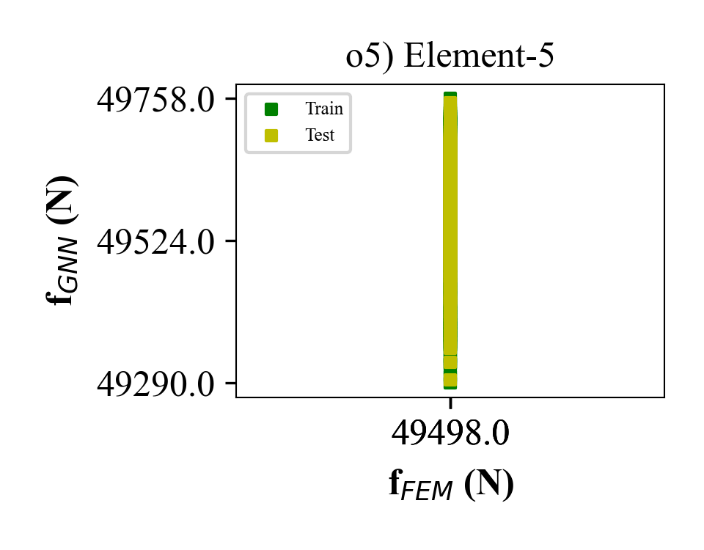 o5) Element-5
Train
Test
49758.0
49524.0
49290.0
f_GNN (N)
49498.0
f_FEM (N)